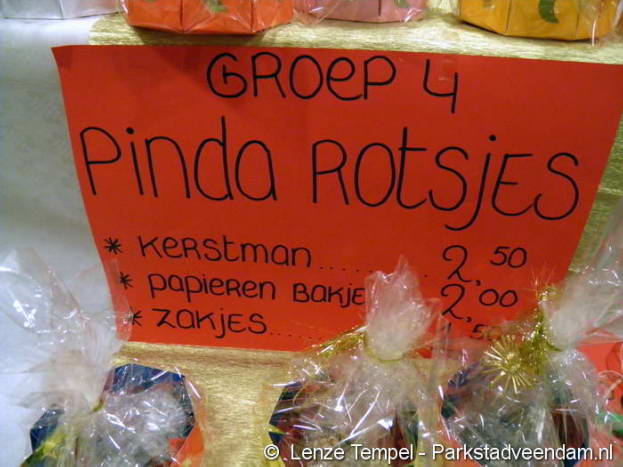 GROEP 4
PINDA ROTSJES
* KERSTMAN............ 2,50
* PAPIEREN BAKJE 2,00
* ZAKJES.....
© Lenze Tempel - Parkstadveendam.nl